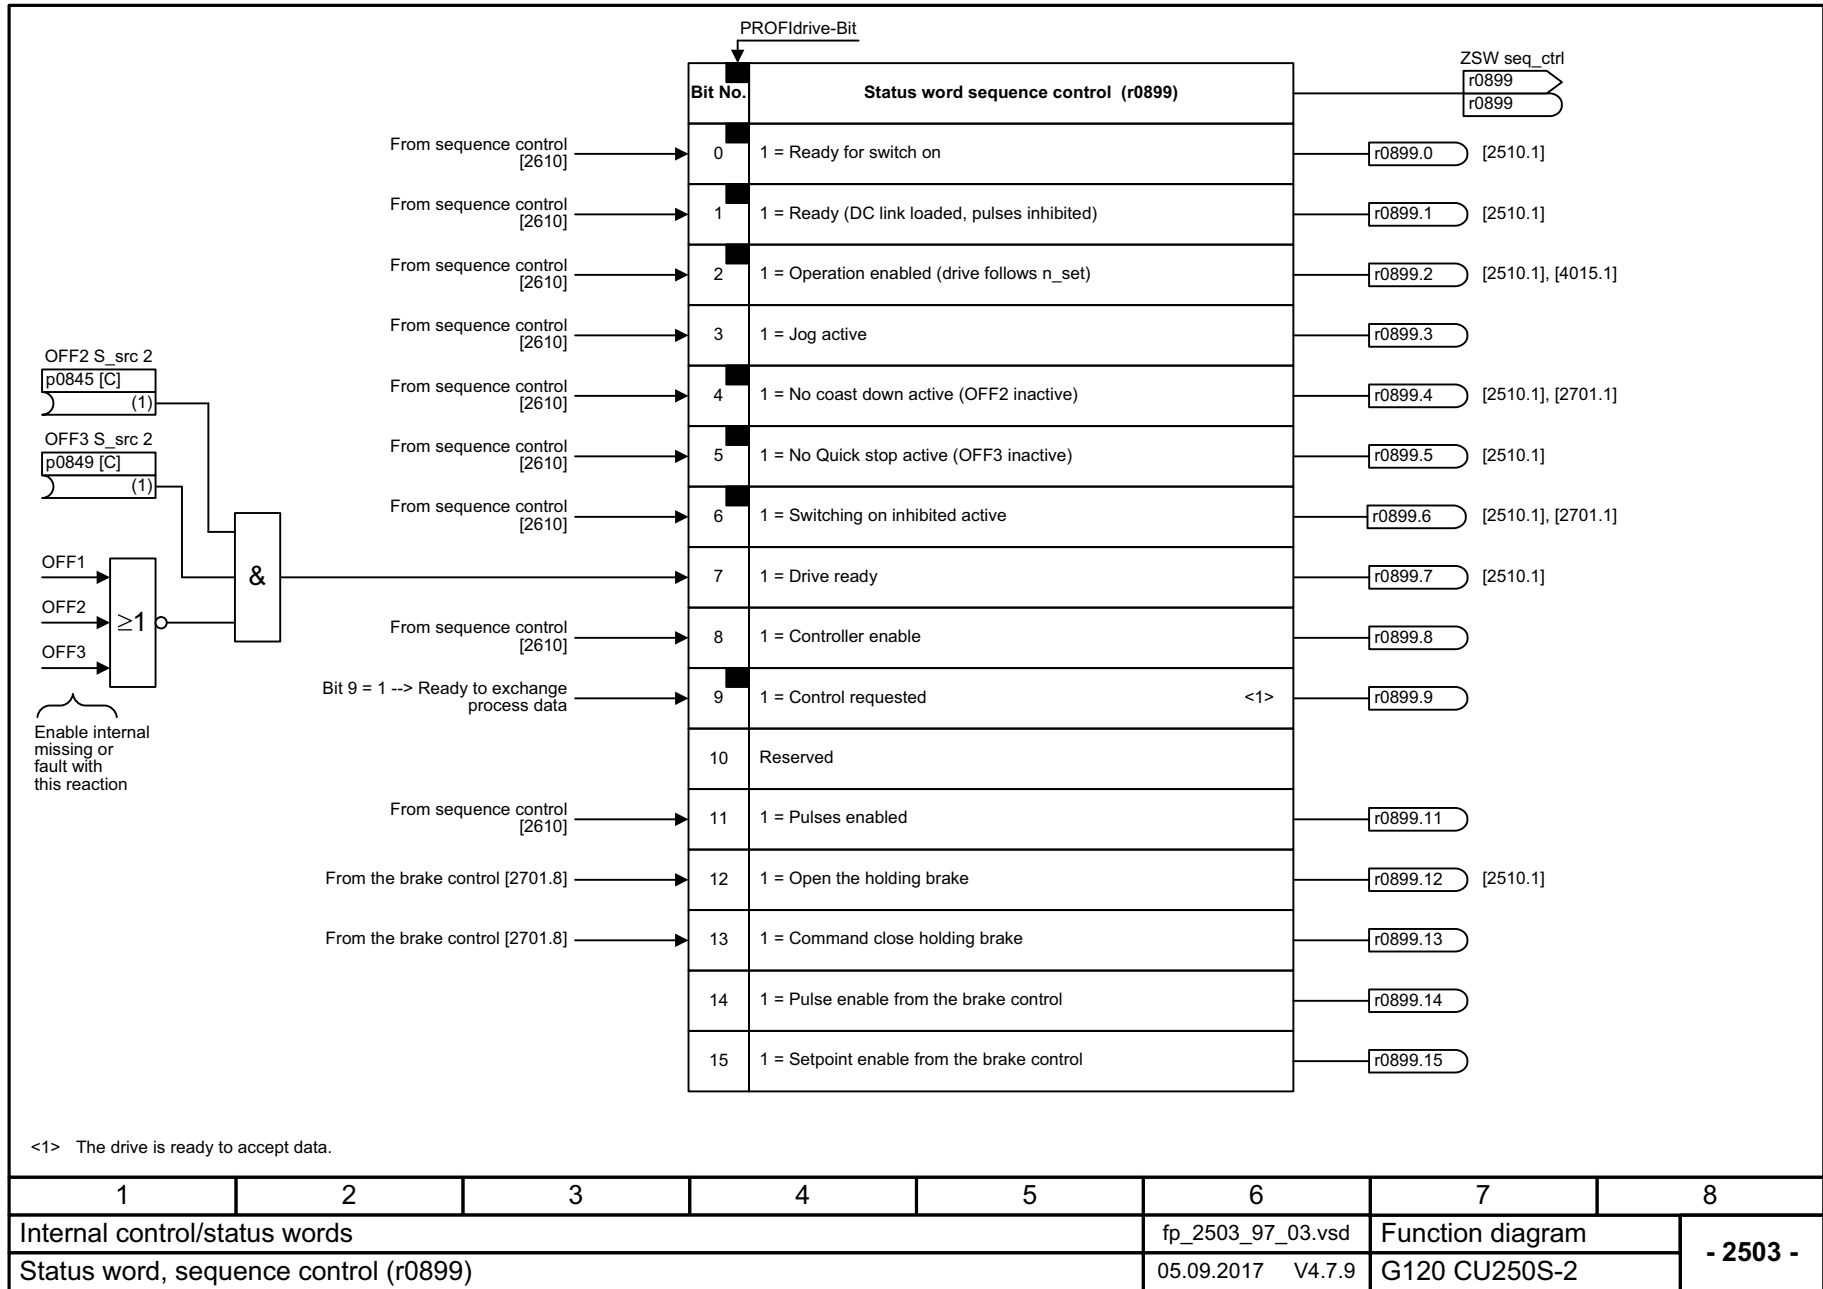 PROFIdrive-Bit
ZSW seq_ctrl
r0899
r0899
Bit No.
Status word sequence control (r0899)
From sequence control
[2610]
0
1 = Ready for switch on
r0899.0
[2510.1]
From sequence control
[2610]
1
1 = Ready (DC link loaded, pulses inhibited)
r0899.1
[2510.1]
From sequence control
[2610]
2
1 = Operation enabled (drive follows n_set)
r0899.2
[2510.1], [4015.1]
From sequence control
[2610]
3
1 = Jog active
r0899.3
OFF2 S_src 2
p0845 [C]
(1)
From sequence control
[2610]
4
1 = No coast down active (OFF2 inactive)
r0899.4
[2510.1], [2701.1]
OFF3 S_src 2
p0849 [C]
(1)
From sequence control
[2610]
5
1 = No Quick stop active (OFF3 inactive)
r0899.5
[2510.1]
From sequence control
[2610]
6
1 = Switching on inhibited active
r0899.6
[2510.1], [2701.1]
OFF1
OFF2
OFF3
≥1
&
7
1 = Drive ready
r0899.7
[2510.1]
From sequence control
[2610]
8
1 = Controller enable
r0899.8
Enable internal
missing or
fault with
this reaction
Bit 9 = 1 --> Ready to exchange
process data
9
1 = Control requested
<1>
r0899.9
10
Reserved
From sequence control
[2610]
11
1 = Pulses enabled
r0899.11
From the brake control [2701.8]
12
1 = Open the holding brake
r0899.12
[2510.1]
From the brake control [2701.8]
13
1 = Command close holding brake
r0899.13
14
1 = Pulse enable from the brake control
r0899.14
15
1 = Setpoint enable from the brake control
r0899.15
<1> The drive is ready to accept data.
1 2 3 4 5 6 7 8
Internal control/status words
fp_2503_97_03.vsd
Function diagram
- 2503 -
Status word, sequence control (r0899)
05.09.2017 V4.7.9
G120 CU250S-2